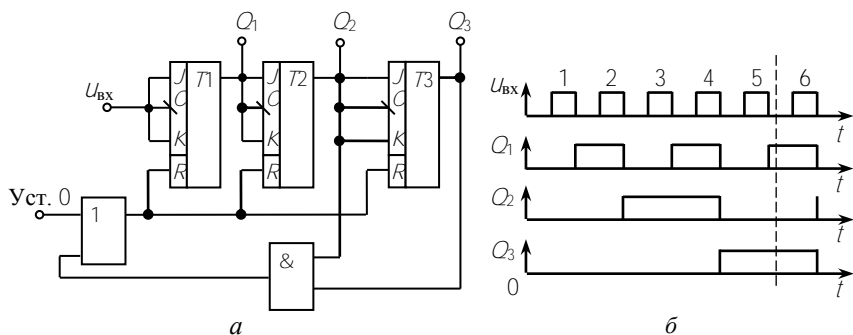 Q1 Q2 Q3
J T1 J T2 J T3
uвх C C C
K K K
R R R
Уст. 0
1
&
а
1 2 3 4 5 6
uвх
t
Q1
t
Q2
t
Q3
0
t
б